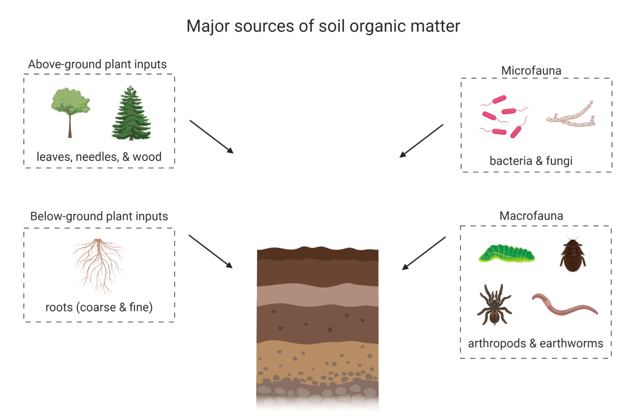 Major sources of soil organic matter
Above-ground plant inputs
leaves, needles, & wood
Microfauna
bacteria & fungi
Below-ground plant inputs
roots (coarse & fine)
Macrofauna
arthropods & earthworms